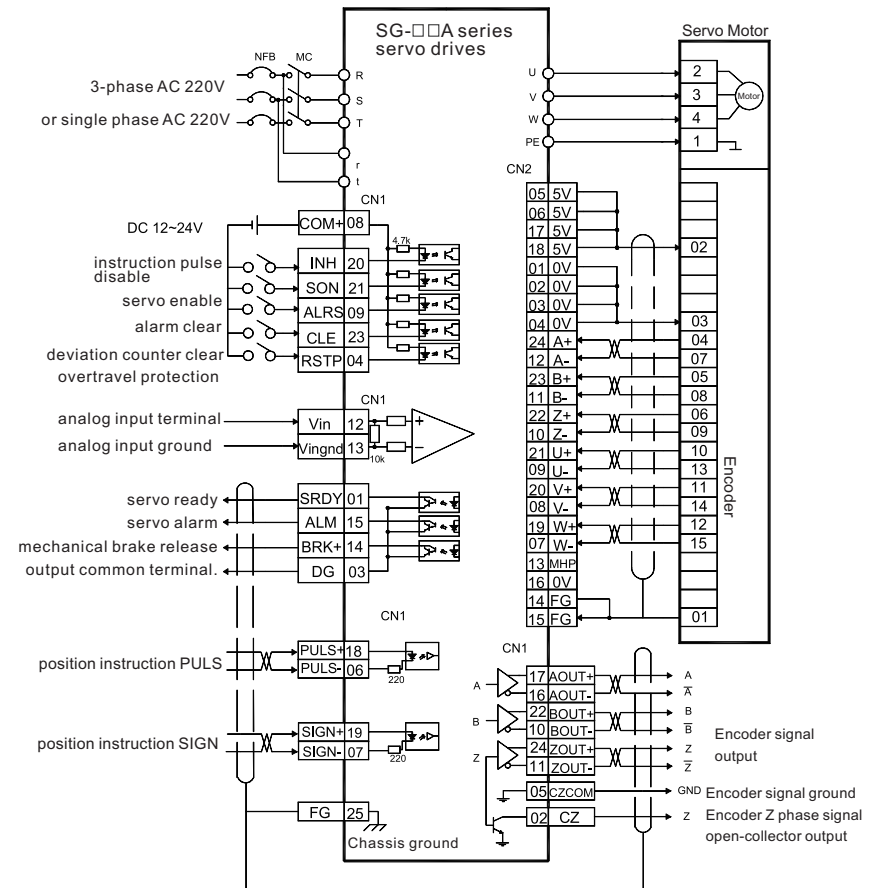 SG-□□A series
servo drives
Servo Motor
NFB MC
3-phase AC 220V
or single phase AC 220V
R
S
T
r
t
U
V
W
PE
2
3
4
1
Motor
CN2
CN1
DC 12~24V
COM+ 08
4.7k
instruction pulse
disable
servo enable
alarm clear
deviation counter clear
overtravel protection
INH 20
SON 21
ALRS 09
CLE 23
RSTP 04
CN1
analog input terminal
analog input ground
Vin 12
Vingnd 13
10k
+
−
servo ready
servo alarm
mechanical brake release
output common terminal.
SRDY 01
ALM 15
BRK+ 14
DG 03
CN1
position instruction PULS
PULS+ 18
PULS- 06
220
position instruction SIGN
SIGN+ 19
SIGN- 07
220
FG 25
Chassis ground
05 5V
06 5V
17 5V
18 5V
01 0V
02 0V
03 0V
04 0V
24 A+
12 A-
23 B+
11 B-
22 Z+
10 Z-
21 U+
09 U-
20 V+
08 V-
19 W+
07 W-
13 MHP
16 0V
14 FG
15 FG
02
03
04
07
05
08
06
09
10
13
11
14
12
15
01
Encoder
CN1
A
B
Z
17 AOUT+
16 AOUT-
22 BOUT+
10 BOUT-
24 ZOUT+
11 ZOUT-
05 CZCOM
02 CZ
A
A̅
B
B̅
Z
Z̅
Encoder signal
output
GND Encoder signal ground
Z Encoder Z phase signal
open-collector output